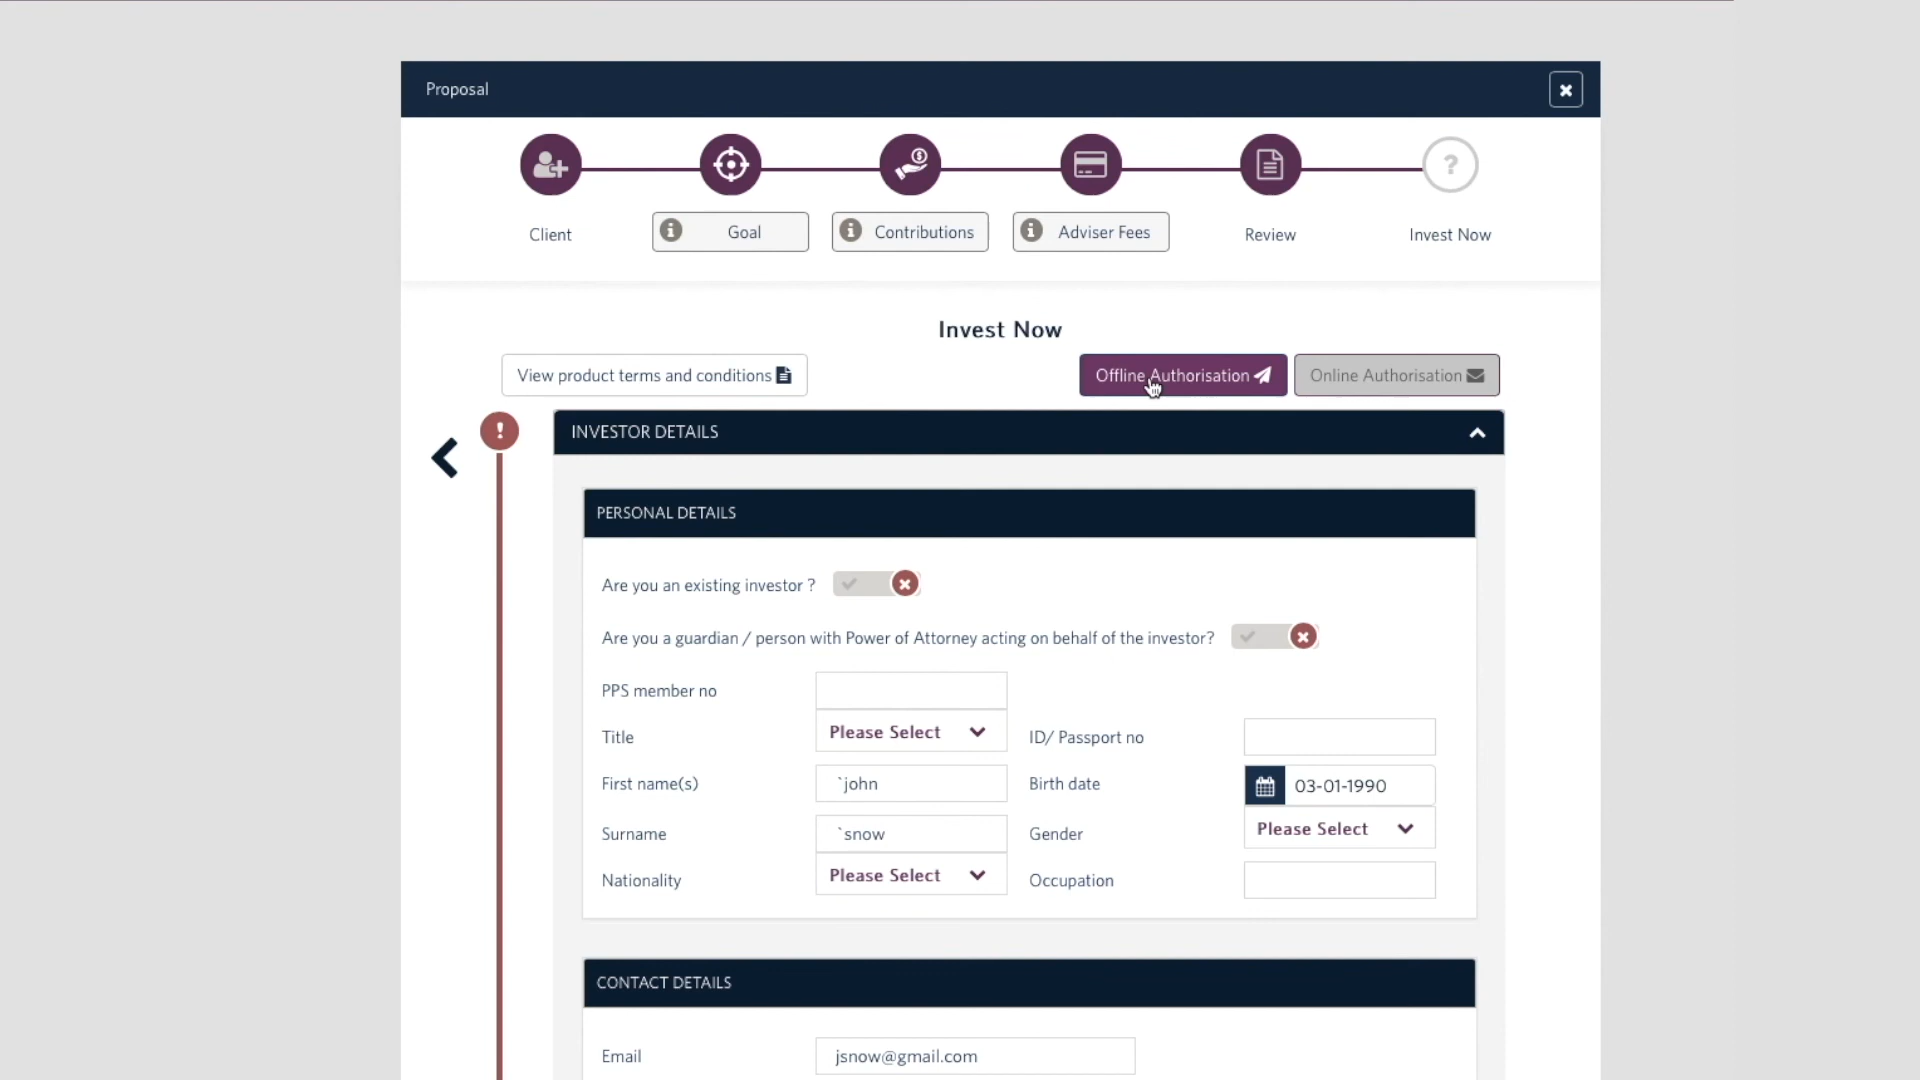 Proposal
Client
Goal
Contributions
Adviser Fees
Review
?
Invest Now
Invest Now
View product terms and conditions
Offline Authorisation
Online Authorisation
!
INVESTOR DETAILS
PERSONAL DETAILS
Are you an existing investor ?
Are you a guardian / person with Power of Attorney acting on behalf of the investor?
PPS member no
Title Please Select ID/ Passport no
First name(s) `john Birth date 03-01-1990
Surname `snow Gender Please Select
Nationality Please Select Occupation
CONTACT DETAILS
Email jsnow@gmail.com